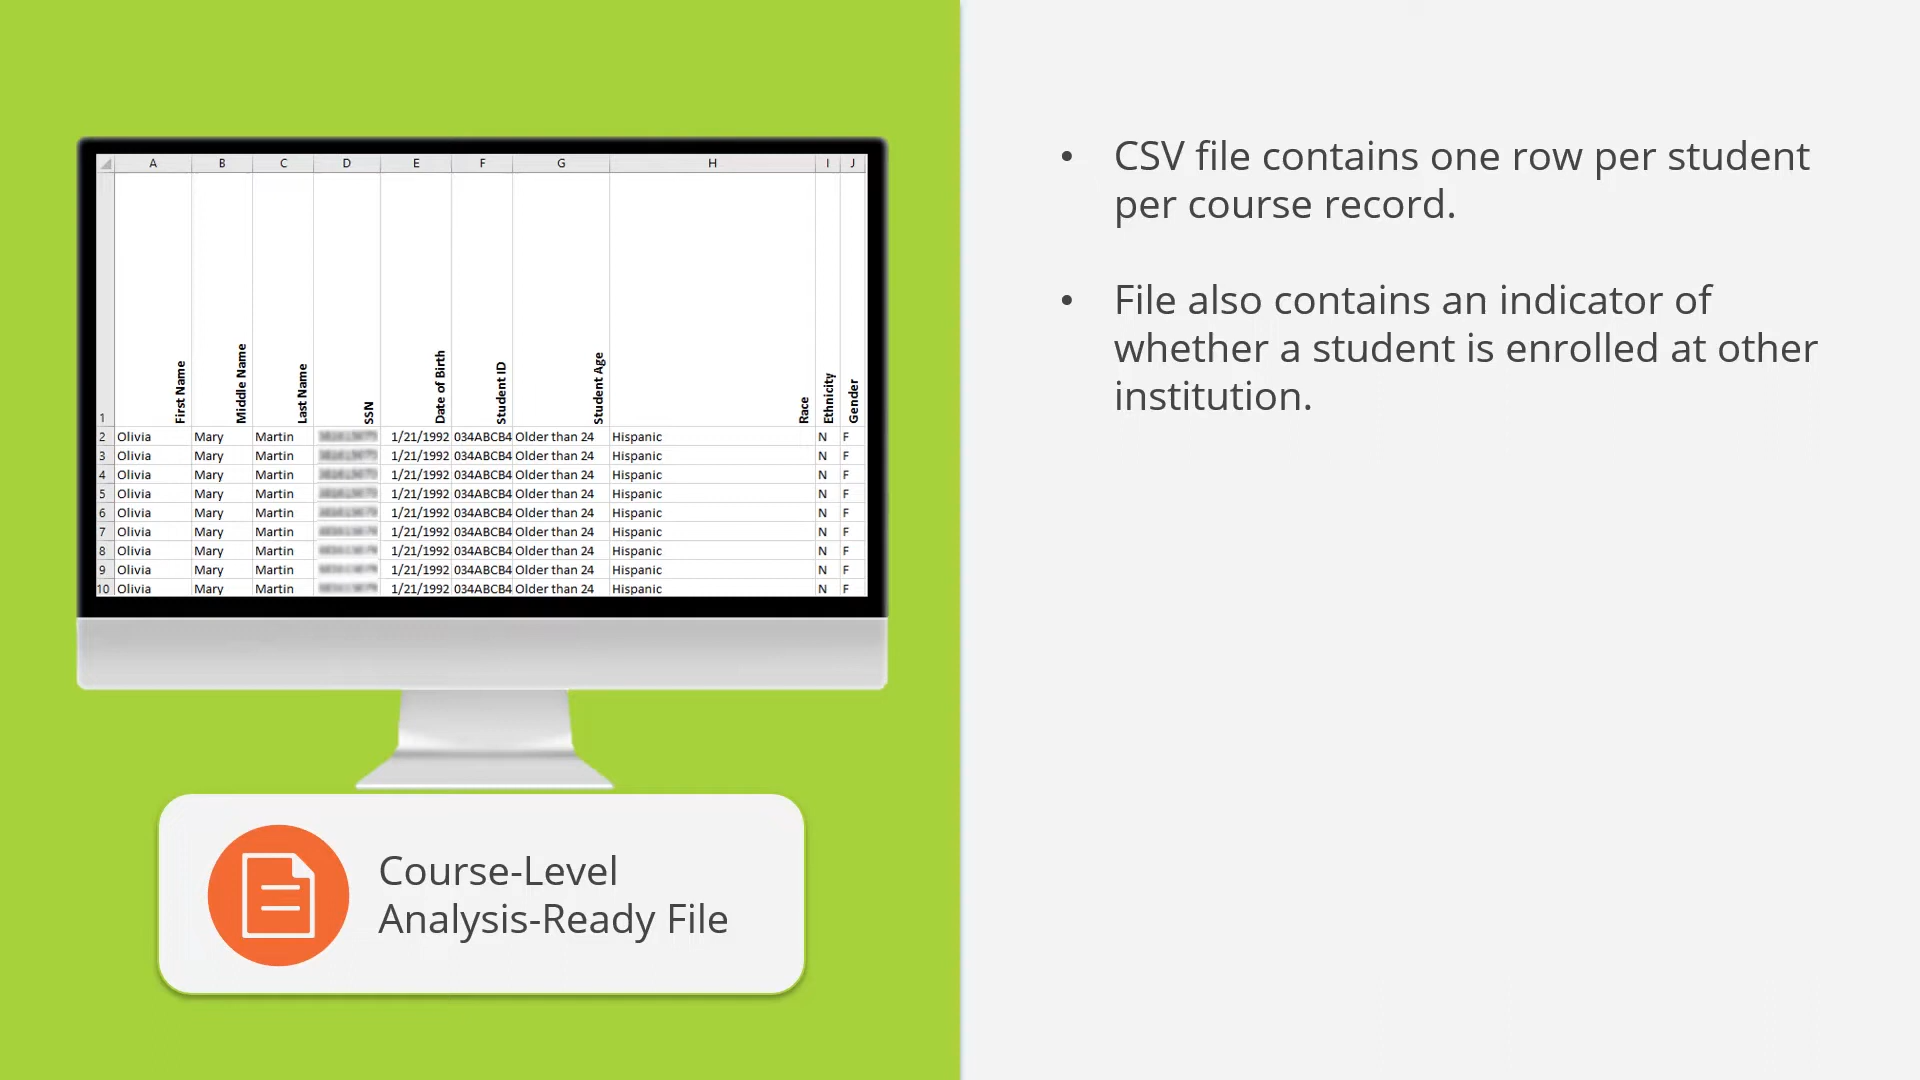 A B C D E F G H I J
1 First Name Middle Name Last Name SSN Date of Birth Student ID Student Age Race Ethnicity Gender
2 Olivia Mary Martin 1/21/1992 034ABCB4 Older than 24 Hispanic N F
3 Olivia Mary Martin 1/21/1992 034ABCB4 Older than 24 Hispanic N F
4 Olivia Mary Martin 1/21/1992 034ABCB4 Older than 24 Hispanic N F
5 Olivia Mary Martin 1/21/1992 034ABCB4 Older than 24 Hispanic N F
6 Olivia Mary Martin 1/21/1992 034ABCB4 Older than 24 Hispanic N F
7 Olivia Mary Martin 1/21/1992 034ABCB4 Older than 24 Hispanic N F
8 Olivia Mary Martin 1/21/1992 034ABCB4 Older than 24 Hispanic N F
9 Olivia Mary Martin 1/21/1992 034ABCB4 Older than 24 Hispanic N F
10 Olivia Mary Martin 1/21/1992 034ABCB4 Older than 24 Hispanic N F
Course-Level
Analysis-Ready File
• CSV file contains one row per student
per course record.
• File also contains an indicator of
whether a student is enrolled at other
institution.